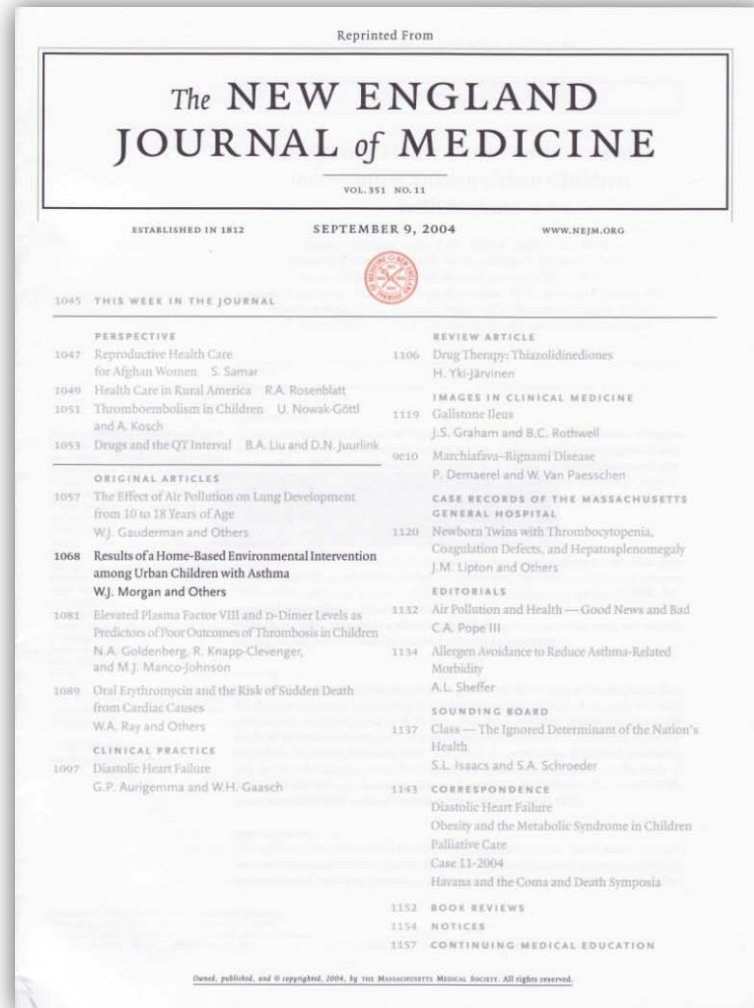 Reprinted From
The NEW ENGLAND
JOURNAL of MEDICINE
VOL. 351 NO. 11
ESTABLISHED IN 1812
SEPTEMBER 9, 2004
WWW.NEJM.ORG
1045 THIS WEEK IN THE JOURNAL
PERSPECTIVE
1047 Reproductive Health Care
for Afghan Women S. Samar
1049 Health Care in Rural America R.A. Rosenblatt
1051 Thromboembolism in Children U. Nowak-Göttl
and A. Kosch
1053 Drugs and the QT Interval B.A. Liu and D.N. Juurlink
ORIGINAL ARTICLES
1057 The Effect of Air Pollution on Lung Development
from 10 to 18 Years of Age
W.J. Gauderman and Others
1068 Results of a Home-Based Environmental Intervention
among Urban Children with Asthma
W.J. Morgan and Others
1081 Elevated Plasma Factor VIII and D-Dimer Levels as
Predictors of Poor Outcomes of Thrombosis in Children
N.A. Goldenberg, R. Knapp-Clevenger,
and M.J. Manco-Johnson
1089 Oral Erythromycin and the Risk of Sudden Death
from Cardiac Causes
W.A. Ray and Others
CLINICAL PRACTICE
1097 Diastolic Heart Failure
G.P. Aurigemma and W.H. Gaasch
REVIEW ARTICLE
1106 Drug Therapy: Thiazolidinediones
H. Yki-Järvinen
IMAGES IN CLINICAL MEDICINE
1119 Gallstone Ileus
J.S. Graham and B.C. Rothwell
9e10 Marchiafava–Bignami Disease
P. Demaerel and W. Van Paesschen
CASE RECORDS OF THE MASSACHUSETTS
GENERAL HOSPITAL
1120 Newborn Twins with Thrombocytopenia,
Coagulation Defects, and Hepatosplenomegaly
J.M. Lipton and Others
EDITORIALS
1132 Air Pollution and Health — Good News and Bad
C.A. Pope III
1134 Allergen Avoidance to Reduce Asthma-Related
Morbidity
A.L. Sheffer
SOUNDING BOARD
1137 Class — The Ignored Determinant of the Nation's
Health
S.L. Isaacs and S.A. Schroeder
1143 CORRESPONDENCE
Diastolic Heart Failure
Obesity and the Metabolic Syndrome in Children
Palliative Care
Case 11-2004
Havana and the Coma and Death Symposia
1152 BOOK REVIEWS
1154 NOTICES
1157 CONTINUING MEDICAL EDUCATION
Owned, published, and © copyrighted, 2004, by THE MASSACHUSETTS MEDICAL SOCIETY. All rights reserved.